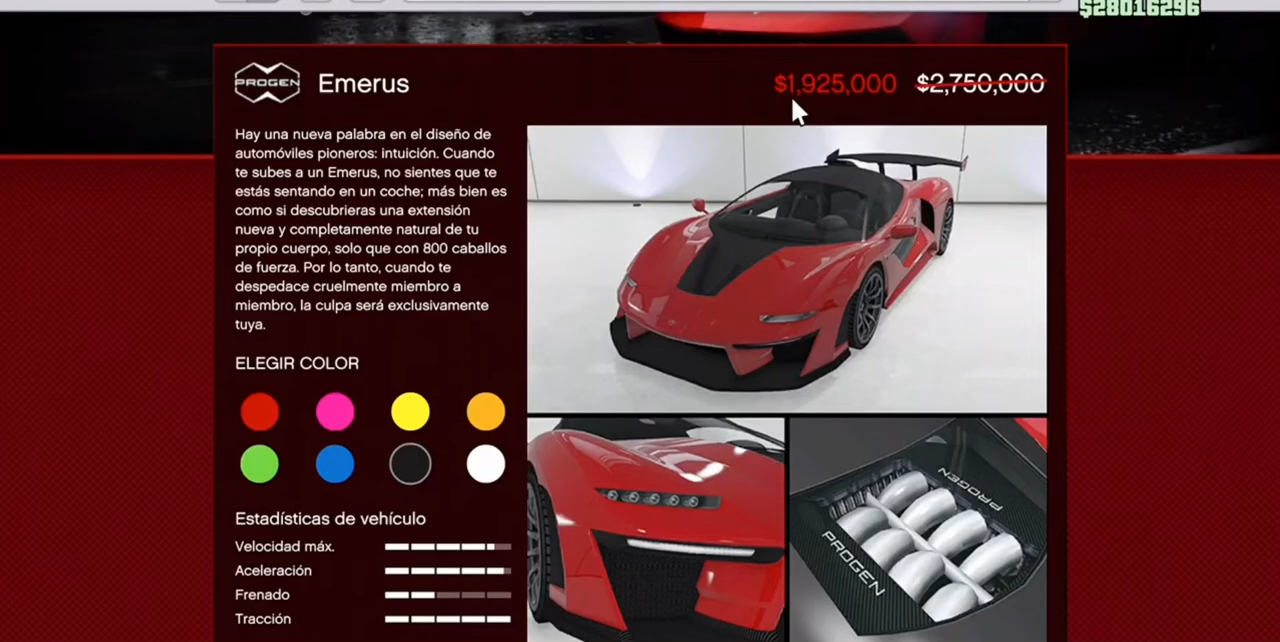 $28016296
PROGEN Emerus $1,925,000 $2,750,000
Hay una nueva palabra en el diseño de
automóviles pioneros: intuición. Cuando
te subes a un Emerus, no sientes que te
estás sentando en un coche; más bien es
como si descubrieras una extensión
nueva y completamente natural de tu
propio cuerpo, solo que con 800 caballos
de fuerza. Por lo tanto, cuando te
despedace cruelmente miembro a
miembro, la culpa será exclusivamente
tuya.
ELEGIR COLOR
Estadísticas de vehículo
Velocidad máx.
Aceleración
Frenado
Tracción
PROGEN
PROGEN